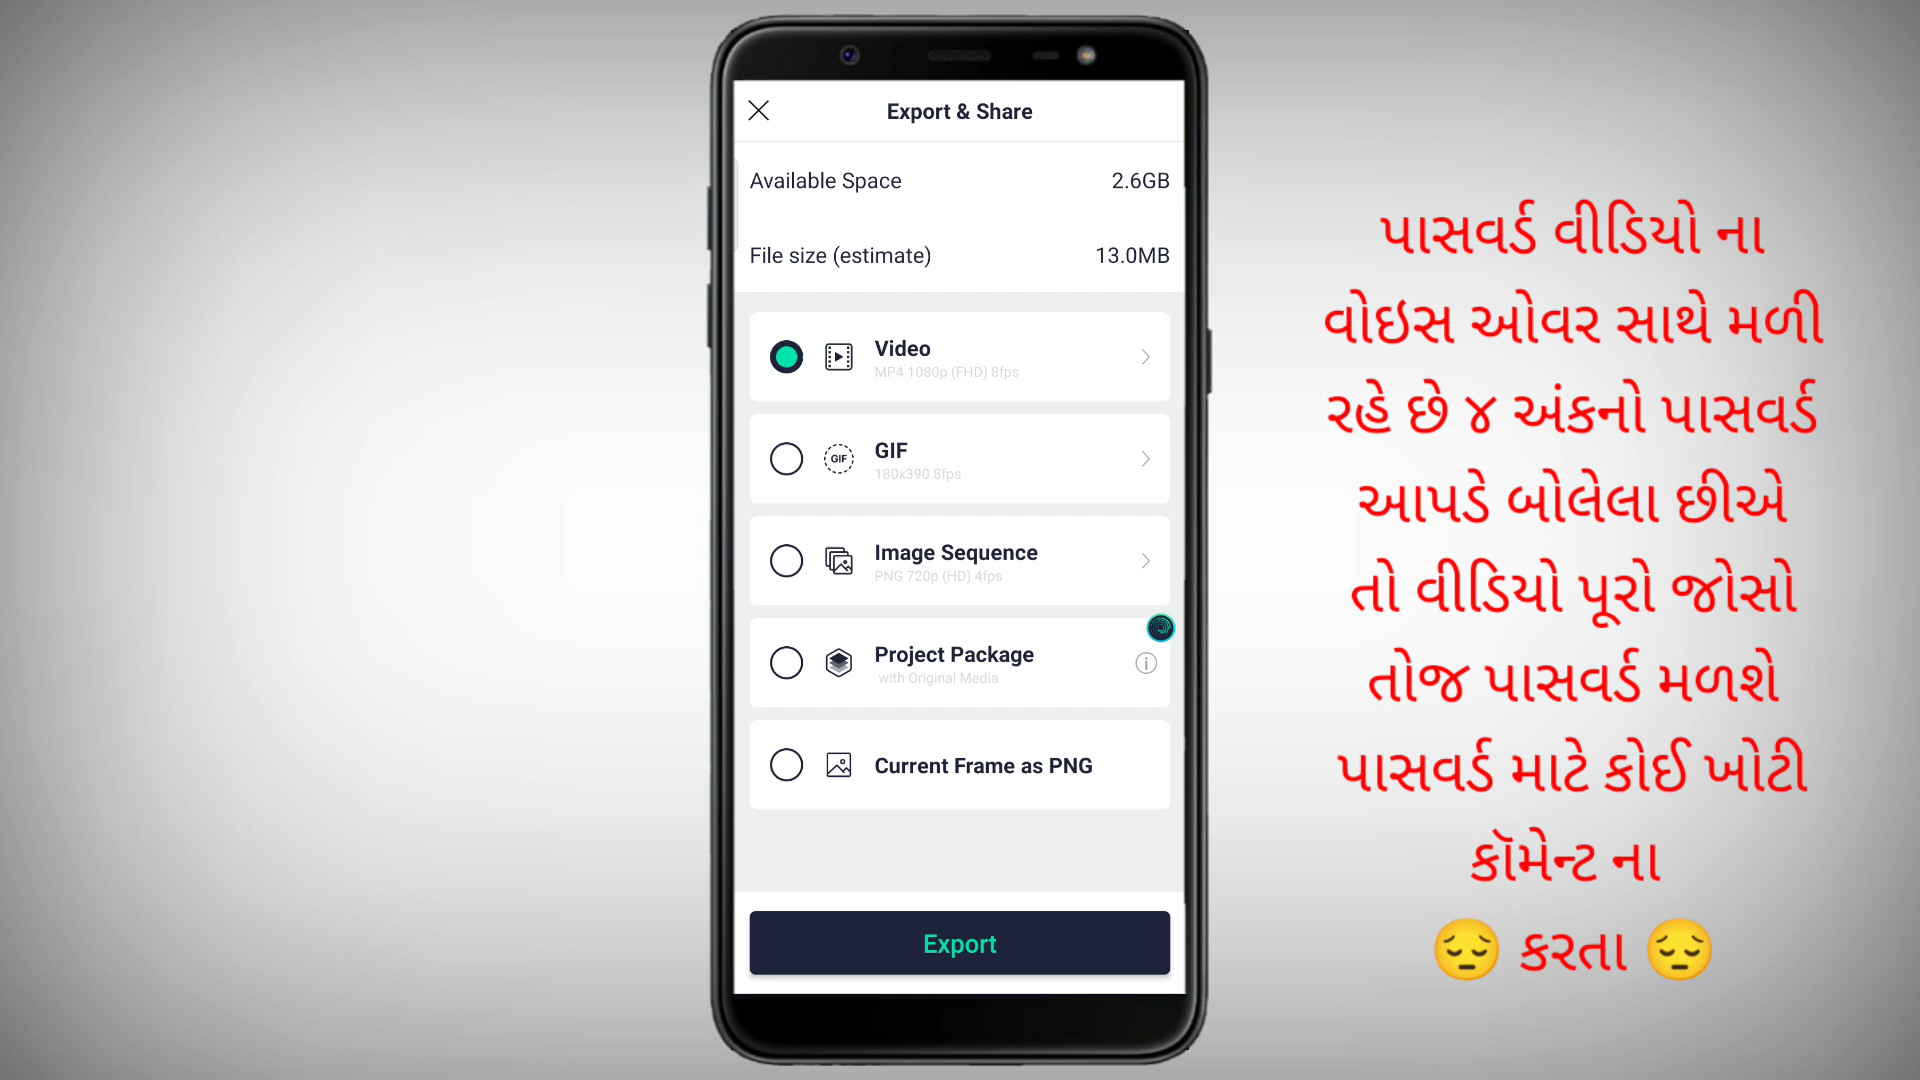 Export & Share
Available Space 2.6GB
File size (estimate) 13.0MB
Video
MP4 1080p (FHD) 8fps
GIF
GIF
180x390 8fps
Image Sequence
PNG 720p (HD) 4fps
Project Package
with Original Media
Current Frame as PNG
Export
પાસવર્ડ વીડિયો ના
વોઇસ ઓવર સાથે મળી
રહે છે ૪ અંકનો પાસવર્ડ
આપડે બોલેલા છીએ
તો વીડિયો પૂરો જોસો
તોજ પાસવર્ડ મળશે
પાસવર્ડ માટે કોઈ ખોટી
કૉમેન્ટ ના
😔 કરતા 😔